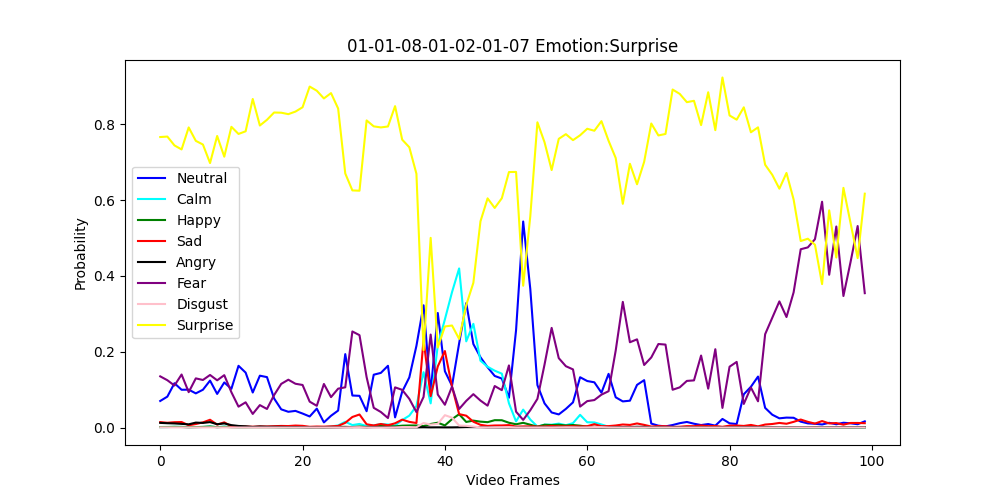 01-01-08-01-02-01-07 Emotion:Surprise
Probability
0.8
0.6
0.4
0.2
0.0
Neutral
Calm
Happy
Sad
Angry
Fear
Disgust
Surprise
0 20 40 60 80 100
Video Frames